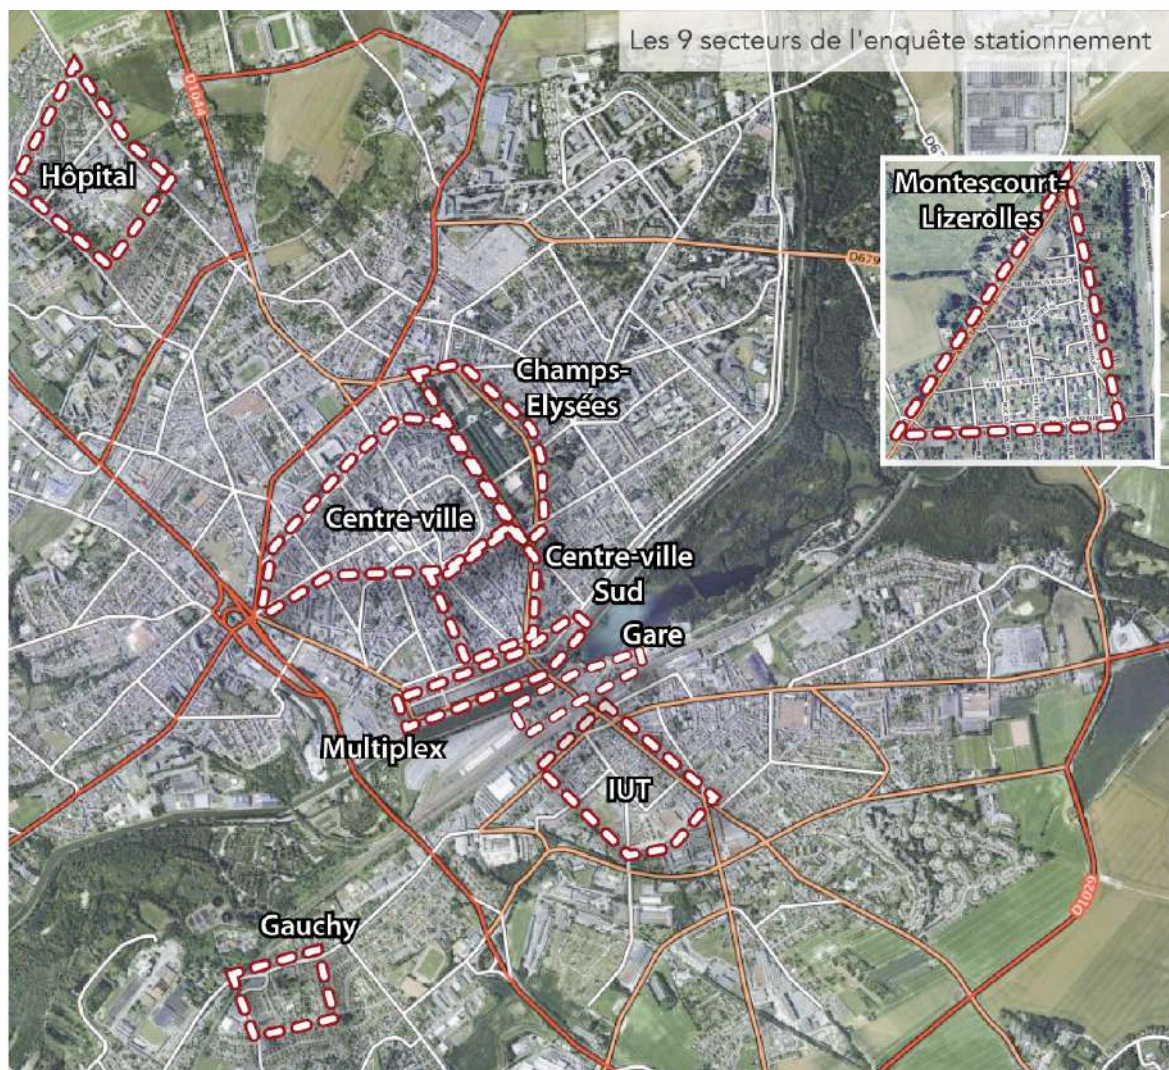 Les 9 secteurs de l'enquête stationnement
D1044
Hôpital
Montescourt-
Lizerolles
D679
Champs-
Elysées
Centre-ville
Centre-ville
Sud
Gare
Multiplex
IUT
D1029
Gauchy